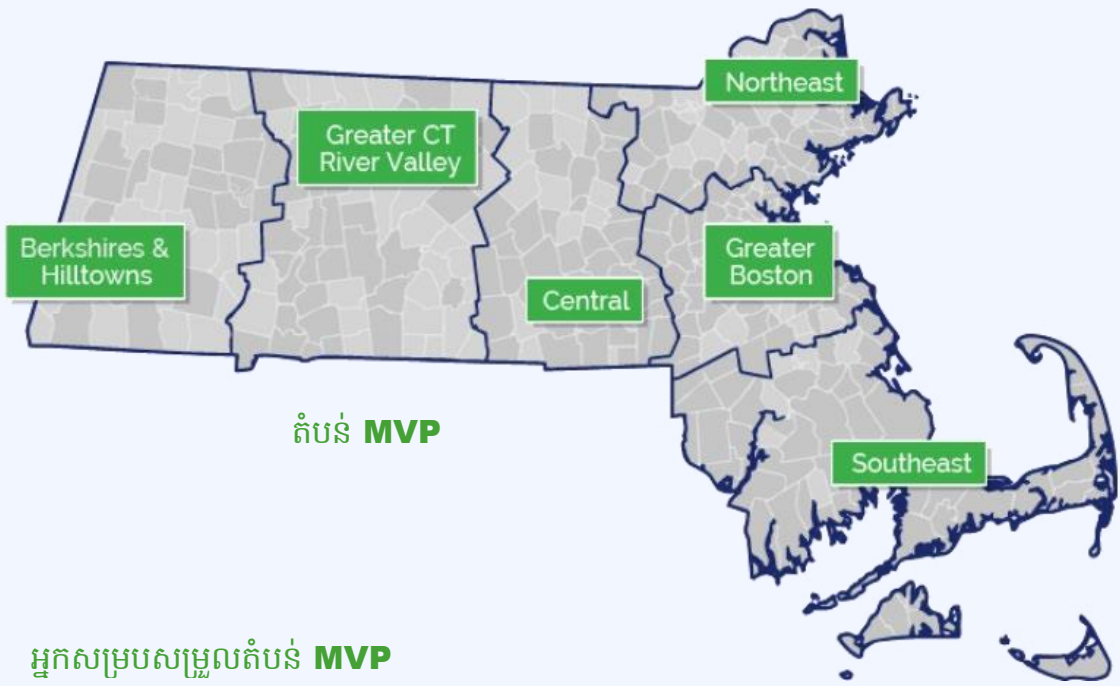 Northeast
Greater CT
River Valley
Berkshires &
Hilltowns
Greater
Boston
Central
តំបន់ MVP
Southeast
អ្នកសម្របសម្រួលតំបន់ MVP